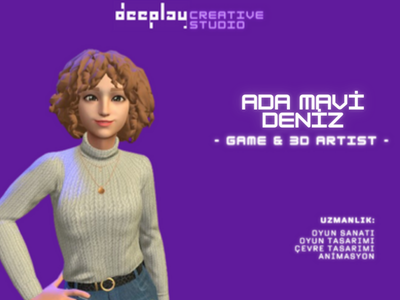 deeplay CREATIVE
STUDIO
ADA MAVİ
DENİZ
- GAME & 3D ARTIST -
UZMANLIK:
OYUN SANATI
OYUN TASARIMI
ÇEVRE TASARIMI
ANİMASYON